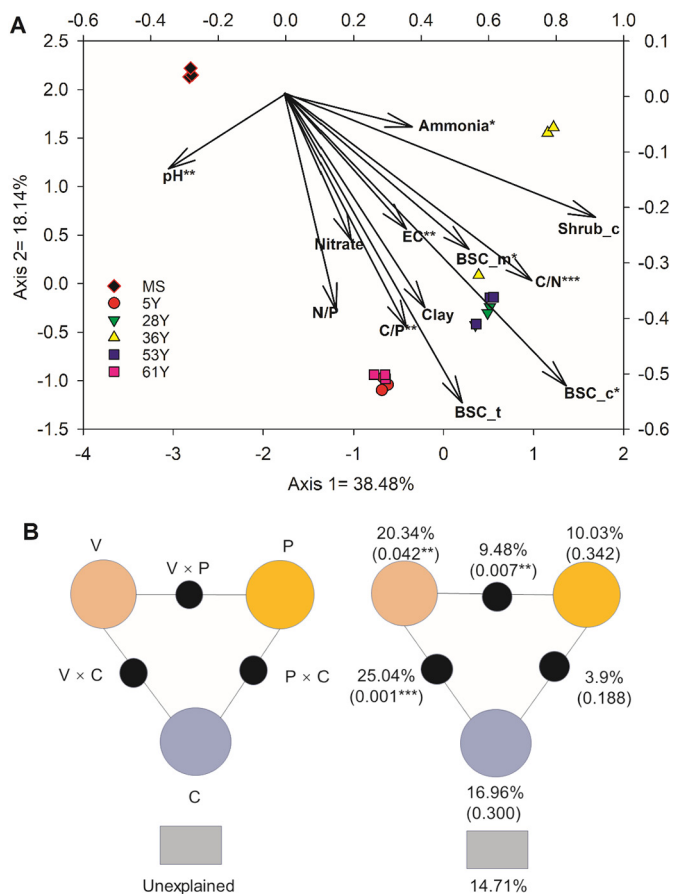 A
-0.6 -0.4 -0.2 0.0 0.2 0.4 0.6 0.8 1
2.5
2.0
1.5
1.0
0.5
0.0
-0.5
-1.0
-1.5
Axis 2= 18.14%
0.1
0.0
-0.1
-0.2
-0.3
-0.4
-0.5
-0.6
Ammonia*
pH**
Shrub_c
EC**
Nitrate
BSC_m*
C/N***
N/P
Clay
C/P**
BSC_c*
BSC_t
MS
5Y
28Y
36Y
53Y
61Y
-4 -3 -2 -1 0 1 2
Axis 1= 38.48%
B
V
P
V × P
V × C
P × C
C
Unexplained
20.34%
(0.042**)
9.48%
(0.007**)
10.03%
(0.342)
25.04%
(0.001***)
3.9%
(0.188)
16.96%
(0.300)
14.71%